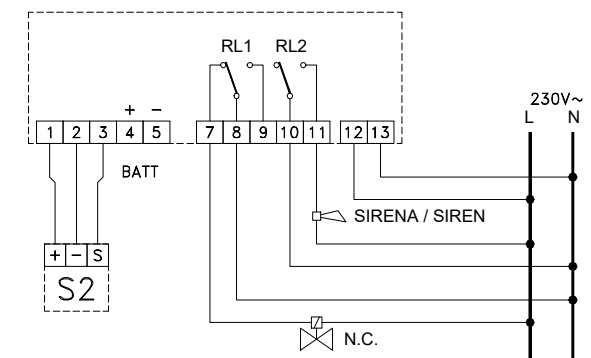 RL1 RL2
+ −
230V~
L N
1 2 3 4 5 7 8 9 10 11 12 13
BATT
SIRENA / SIREN
+ − S
S2
N.C.